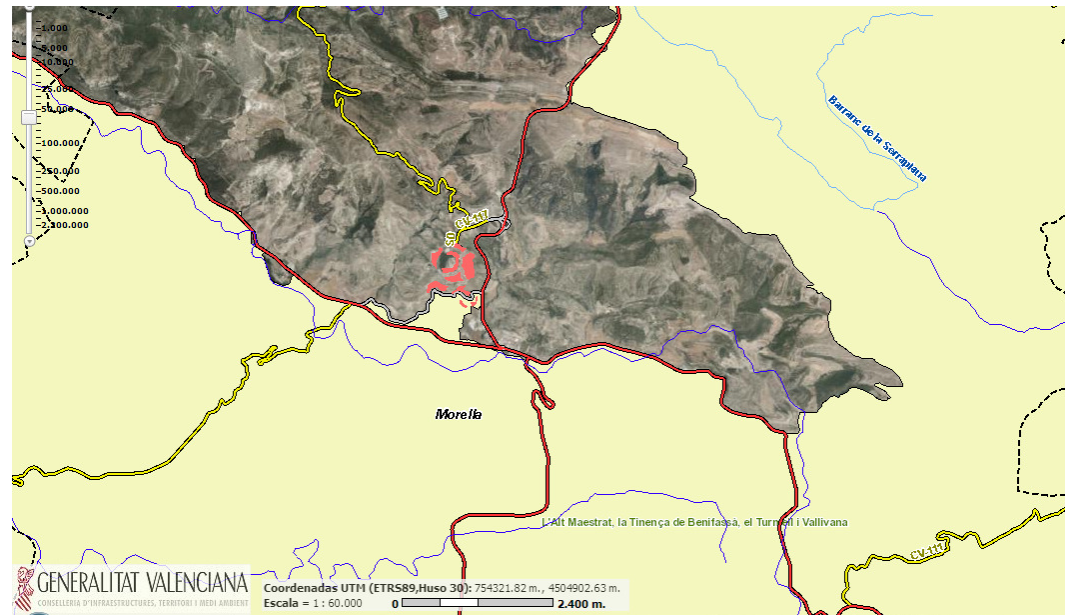 1.000
5.000
10.000
25.000
50.000
100.000
250.000
500.000
1.000.000
2.300.000
Barranc de la Serraplana
CV-117
Morella
L'Alt Maestrat, la Tinença de Benifassà, el Turmell i Vallivana
CV-111
GENERALITAT VALENCIANA
CONSELLERIA D'INFRAESTRUCTURES, TERRITORI I MEDI AMBIENT
Coordenadas UTM (ETRS89,Huso 30): 754321.82 m., 4504902.63 m.
Escala = 1 : 60.000 0 2.400 m.